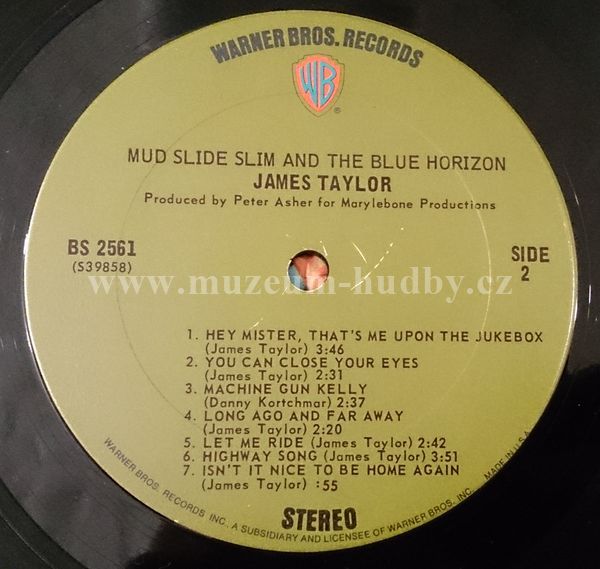 WARNER BROS. RECORDS
WB
®
MUD SLIDE SLIM AND THE BLUE HORIZON
JAMES TAYLOR
Produced by Peter Asher for Marylebone Productions
BS 2561
(S39858)
SIDE
2
www.muzeum-hudby.cz
1. HEY MISTER, THAT'S ME UPON THE JUKEBOX
(James Taylor) 3:46
2. YOU CAN CLOSE YOUR EYES
(James Taylor) 2:31
3. MACHINE GUN KELLY
(Danny Kortchmar) 2:37
4. LONG AGO AND FAR AWAY
(James Taylor) 2:20
5. LET ME RIDE (James Taylor) 2:42
6. HIGHWAY SONG (James Taylor) 3:51
7. ISN'T IT NICE TO BE HOME AGAIN
(James Taylor) :55
STEREO
WARNER BROS. RECORDS INC., A SUBSIDIARY AND LICENSEE OF WARNER BROS. INC. MADE IN U.S.A.